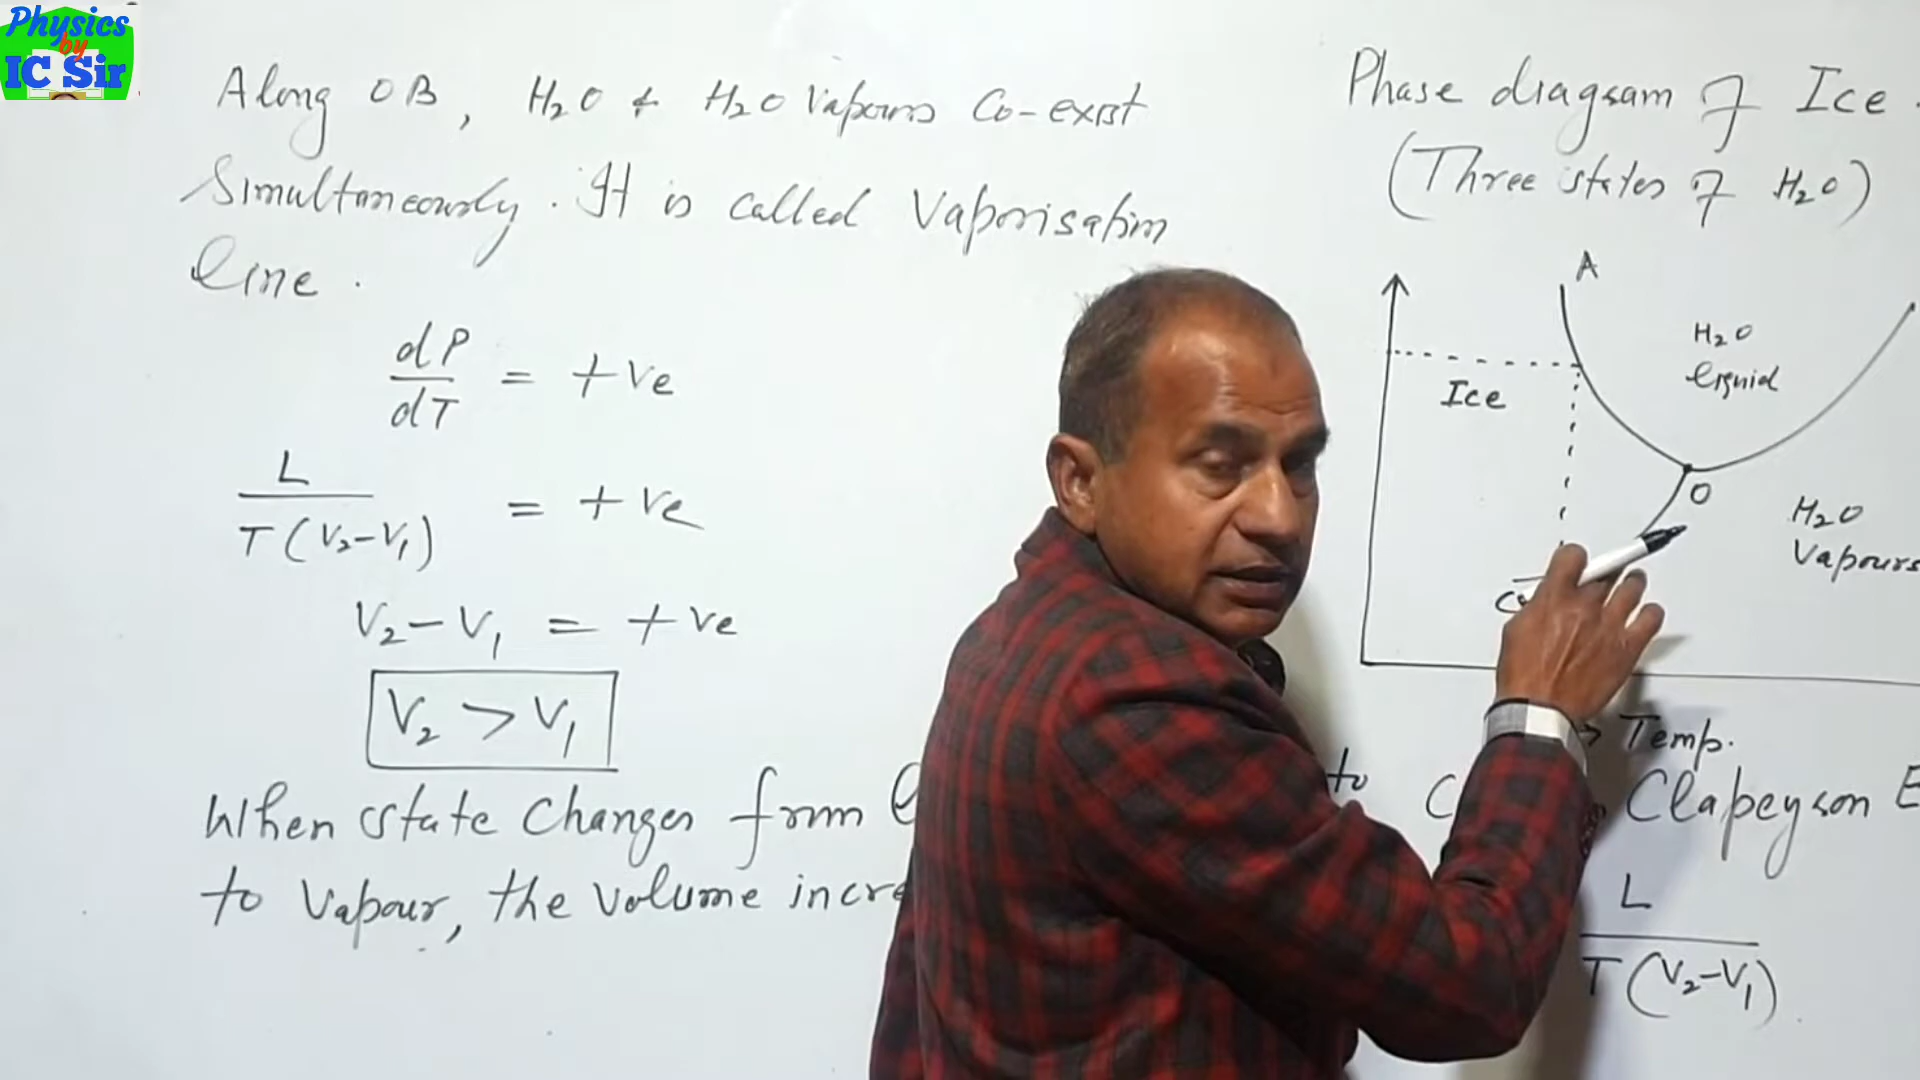 Physics
by
IC Sir
Along OB, H₂O & H₂O Vapours Co-exist
Simultaneously. It is called Vaporisation
line.
dP
dT
= +ve
L
T(V₂-V₁)
= +ve
V₂-V₁ = +ve
V₂ > V₁
When state changes from
to Vapour, the volume
Phase diagram of Ice.
(Three states of H₂O)
A
H₂O
liquid
Ice
O
H₂O
Vapours
→ Temp.
to Clapeyson
L
T(V₂-V₁)